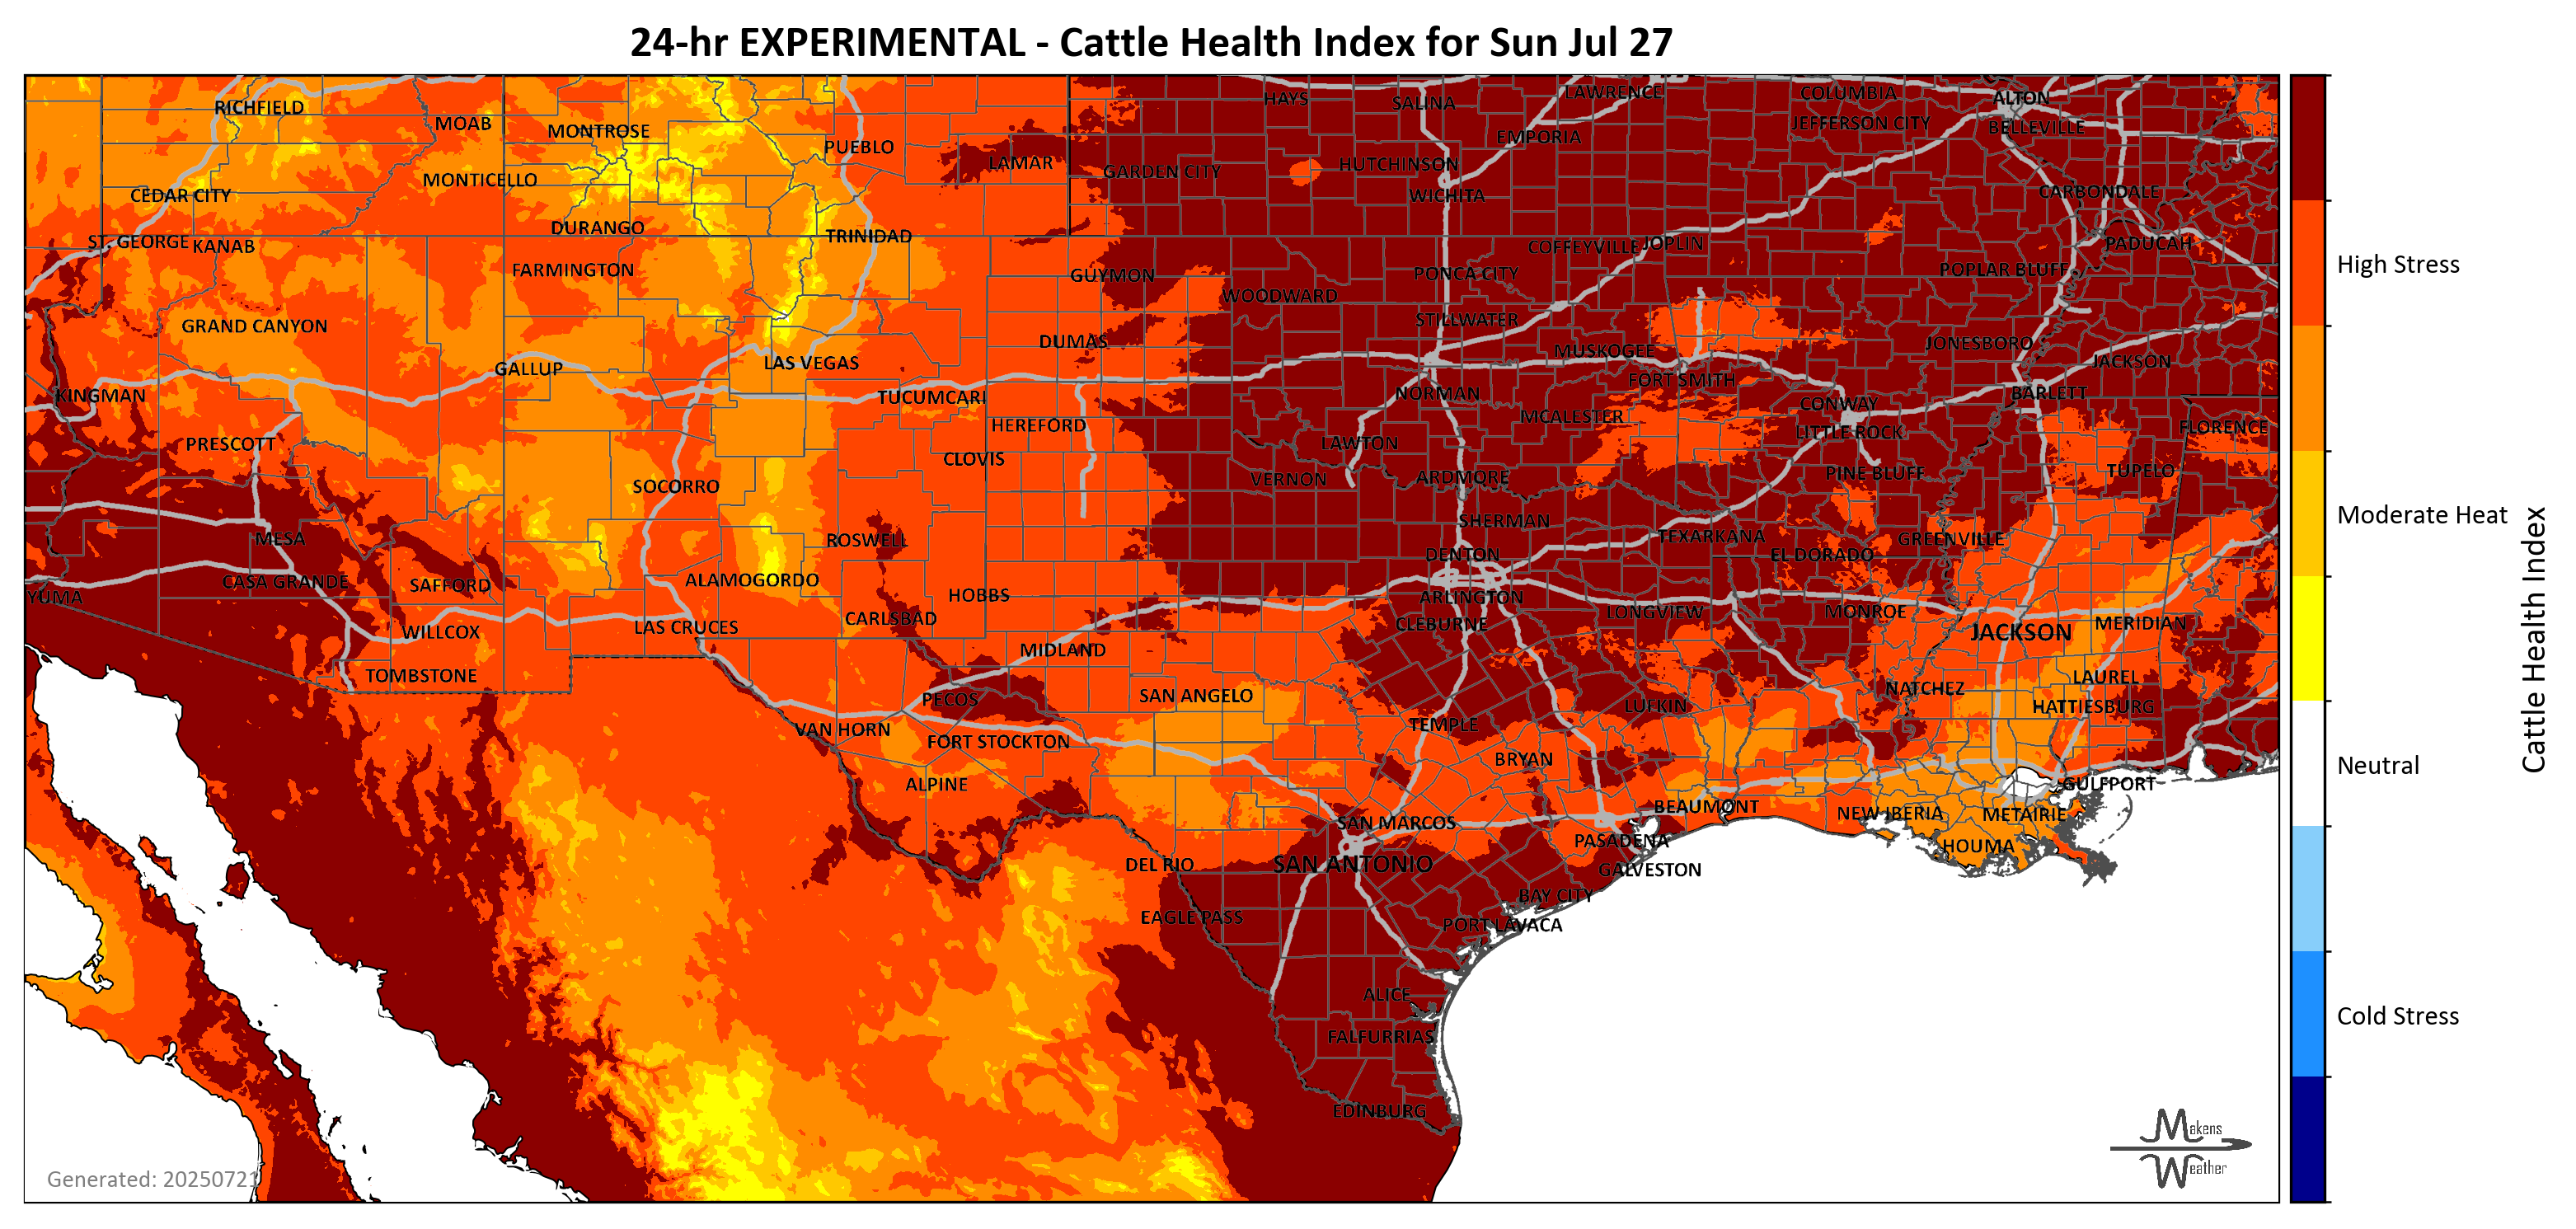 24-hr EXPERIMENTAL - Cattle Health Index for Sun Jul 27
RICHFIELD
MOAB
MONTROSE
PUEBLO
LAMAR
HAYS
SALINA
LAWRENCE
COLUMBIA
ALTON
JEFFERSON CITY
BELLEVILLE
EMPORIA
GARDEN CITY
HUTCHINSON
WICHITA
CEDAR CITY
MONTICELLO
CARBONDALE
ST. GEORGE
KANAB
DURANGO
TRINIDAD
COFFEYVILLE
JOPLIN
PADUCAH
FARMINGTON
GUYMON
PONCA CITY
POPLAR BLUFF
High Stress
WOODWARD
GRAND CANYON
STILLWATER
DUMAS
MUSKOGEE
JONESBORO
GALLUP
LAS VEGAS
JACKSON
KINGMAN
TUCUMCARI
NORMAN
FORT SMITH
BARLETT
CONWAY
PRESCOTT
HEREFORD
LAWTON
MCALESTER
LITTLE ROCK
FLORENCE
CLOVIS
SOCORRO
VERNON
ARDMORE
PINE BLUFF
TUPELO
MESA
ROSWELL
SHERMAN
TEXARKANA
GREENVILLE
Moderate Heat
CASA GRANDE
SAFFORD
ALAMOGORDO
DENTON
EL DORADO
YUMA
HOBBS
ARLINGTON
LONGVIEW
MONROE
WILLCOX
LAS CRUCES
CARLSBAD
CLEBURNE
JACKSON
MERIDIAN
TOMBSTONE
MIDLAND
LAUREL
PECOS
SAN ANGELO
LUFKIN
NATCHEZ
HATTIESBURG
VAN HORN
FORT STOCKTON
TEMPLE
BRYAN
Neutral
Cattle Health Index
ALPINE
BEAUMONT
GULFPORT
SAN MARCOS
NEW IBERIA
METAIRIE
PASADENA
HOUMA
DEL RIO
SAN ANTONIO
GALVESTON
EAGLE PASS
BAY CITY
PORT LAVACA
ALICE
Cold Stress
FALFURRIAS
EDINBURG
Makens
Weather
Generated: 20250721